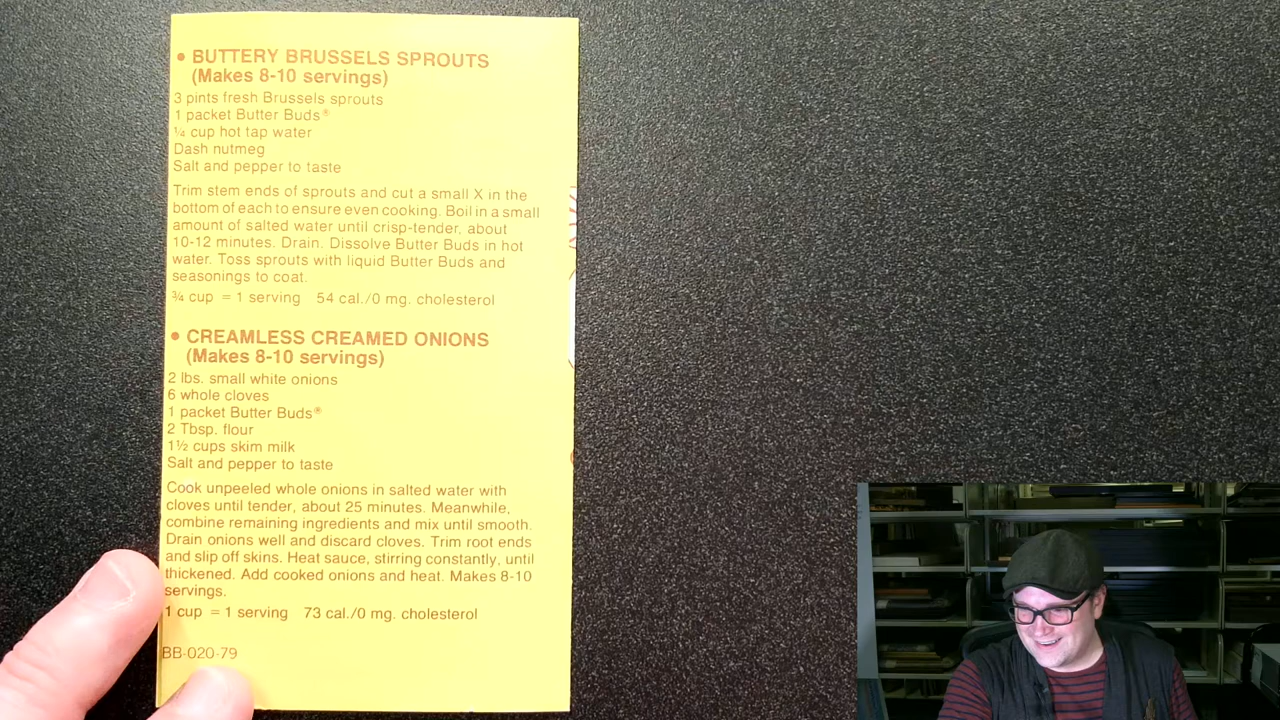 • BUTTERY BRUSSELS SPROUTS
(Makes 8-10 servings)
3 pints fresh Brussels sprouts
1 packet Butter Buds®
¼ cup hot tap water
Dash nutmeg
Salt and pepper to taste
Trim stem ends of sprouts and cut a small X in the
bottom of each to ensure even cooking. Boil in a small
amount of salted water until crisp-tender, about
10-12 minutes. Drain. Dissolve Butter Buds in hot
water. Toss sprouts with liquid Butter Buds and
seasonings to coat.
¾ cup = 1 serving 54 cal./0 mg. cholesterol
• CREAMLESS CREAMED ONIONS
(Makes 8-10 servings)
2 lbs. small white onions
6 whole cloves
1 packet Butter Buds®
2 Tbsp. flour
1½ cups skim milk
Salt and pepper to taste
Cook unpeeled whole onions in salted water with
cloves until tender, about 25 minutes. Meanwhile,
combine remaining ingredients and mix until smooth.
Drain onions well and discard cloves. Trim root ends
and slip off skins. Heat sauce, stirring constantly, until
thickened. Add cooked onions and heat. Makes 8-10
servings.
1 cup = 1 serving 73 cal./0 mg. cholesterol
BB-020-79